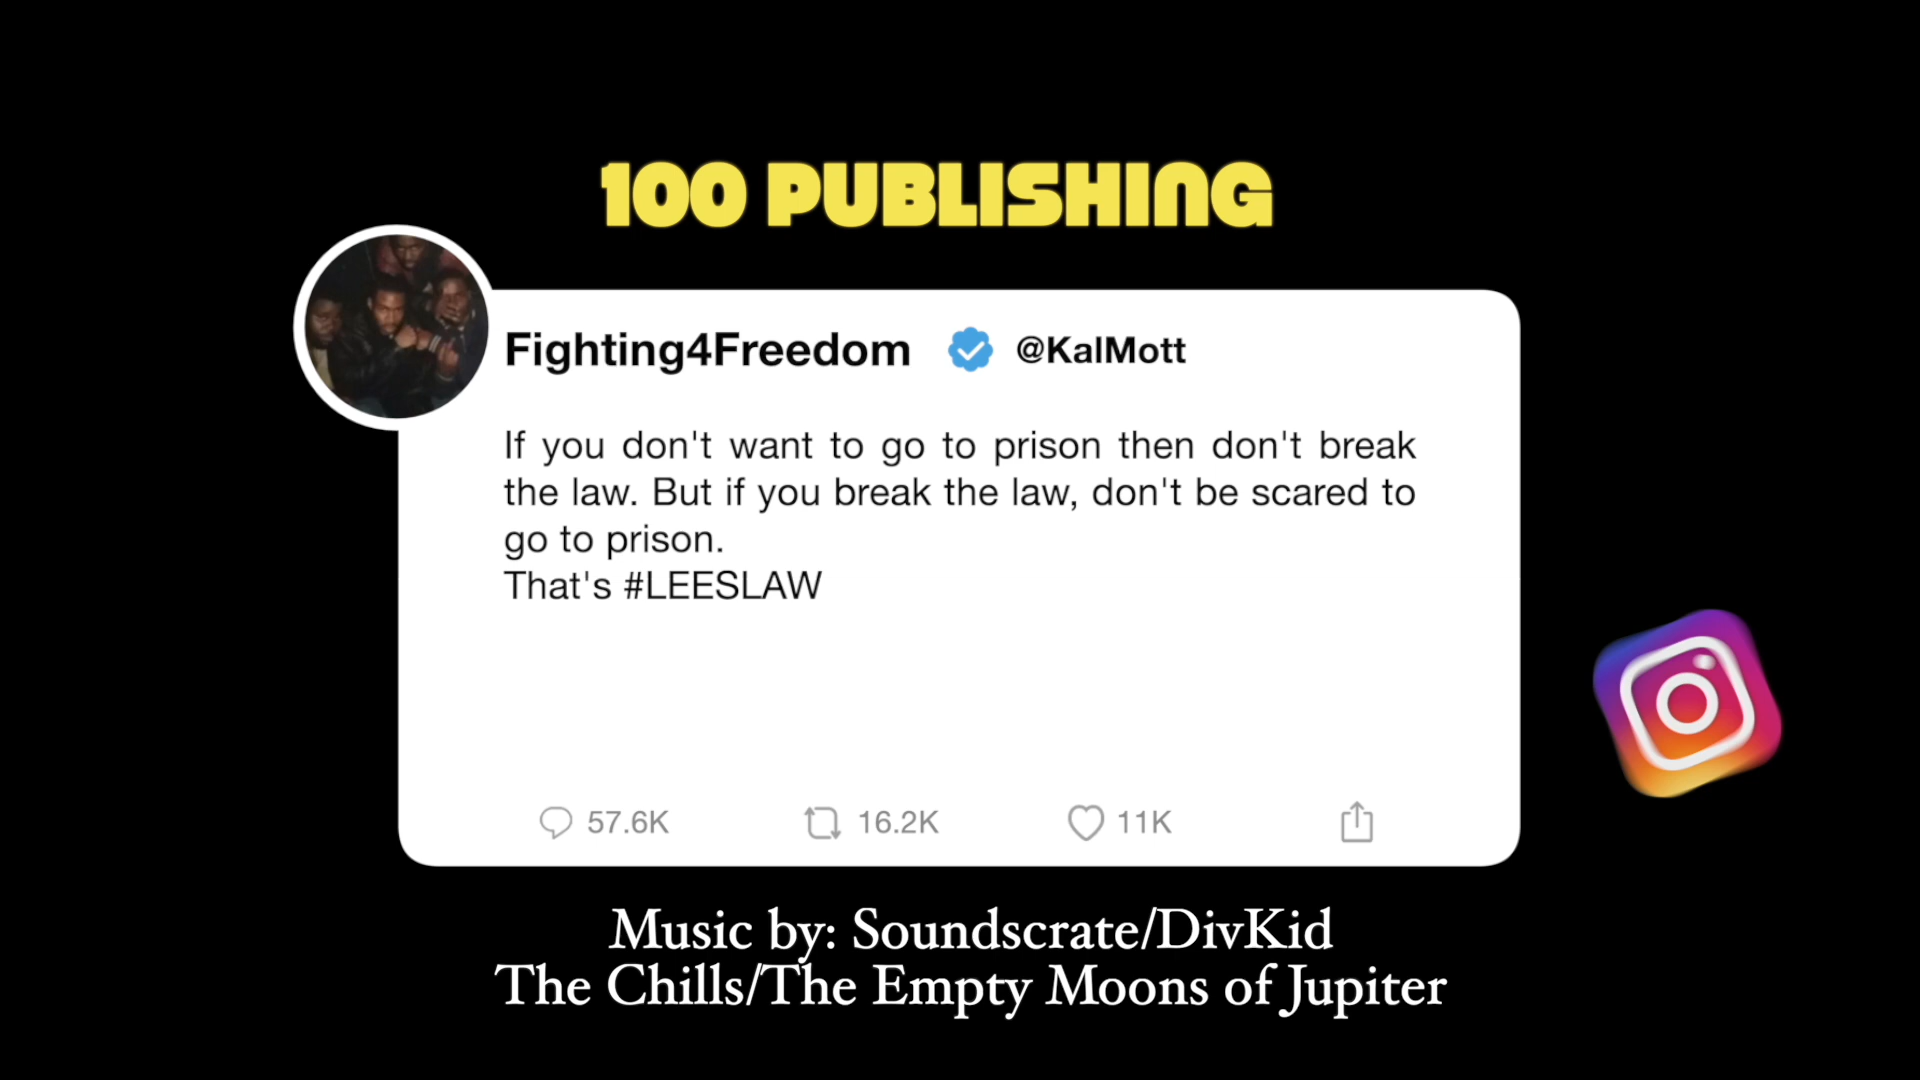 100 PUBLISHING
Fighting4Freedom @KalMott
If you don't want to go to prison then don't break
the law. But if you break the law, don't be scared to
go to prison.
That's #LEESLAW
57.6K 16.2K 11K
Music by: Soundscrate/DivKid
The Chills/The Empty Moons of Jupiter